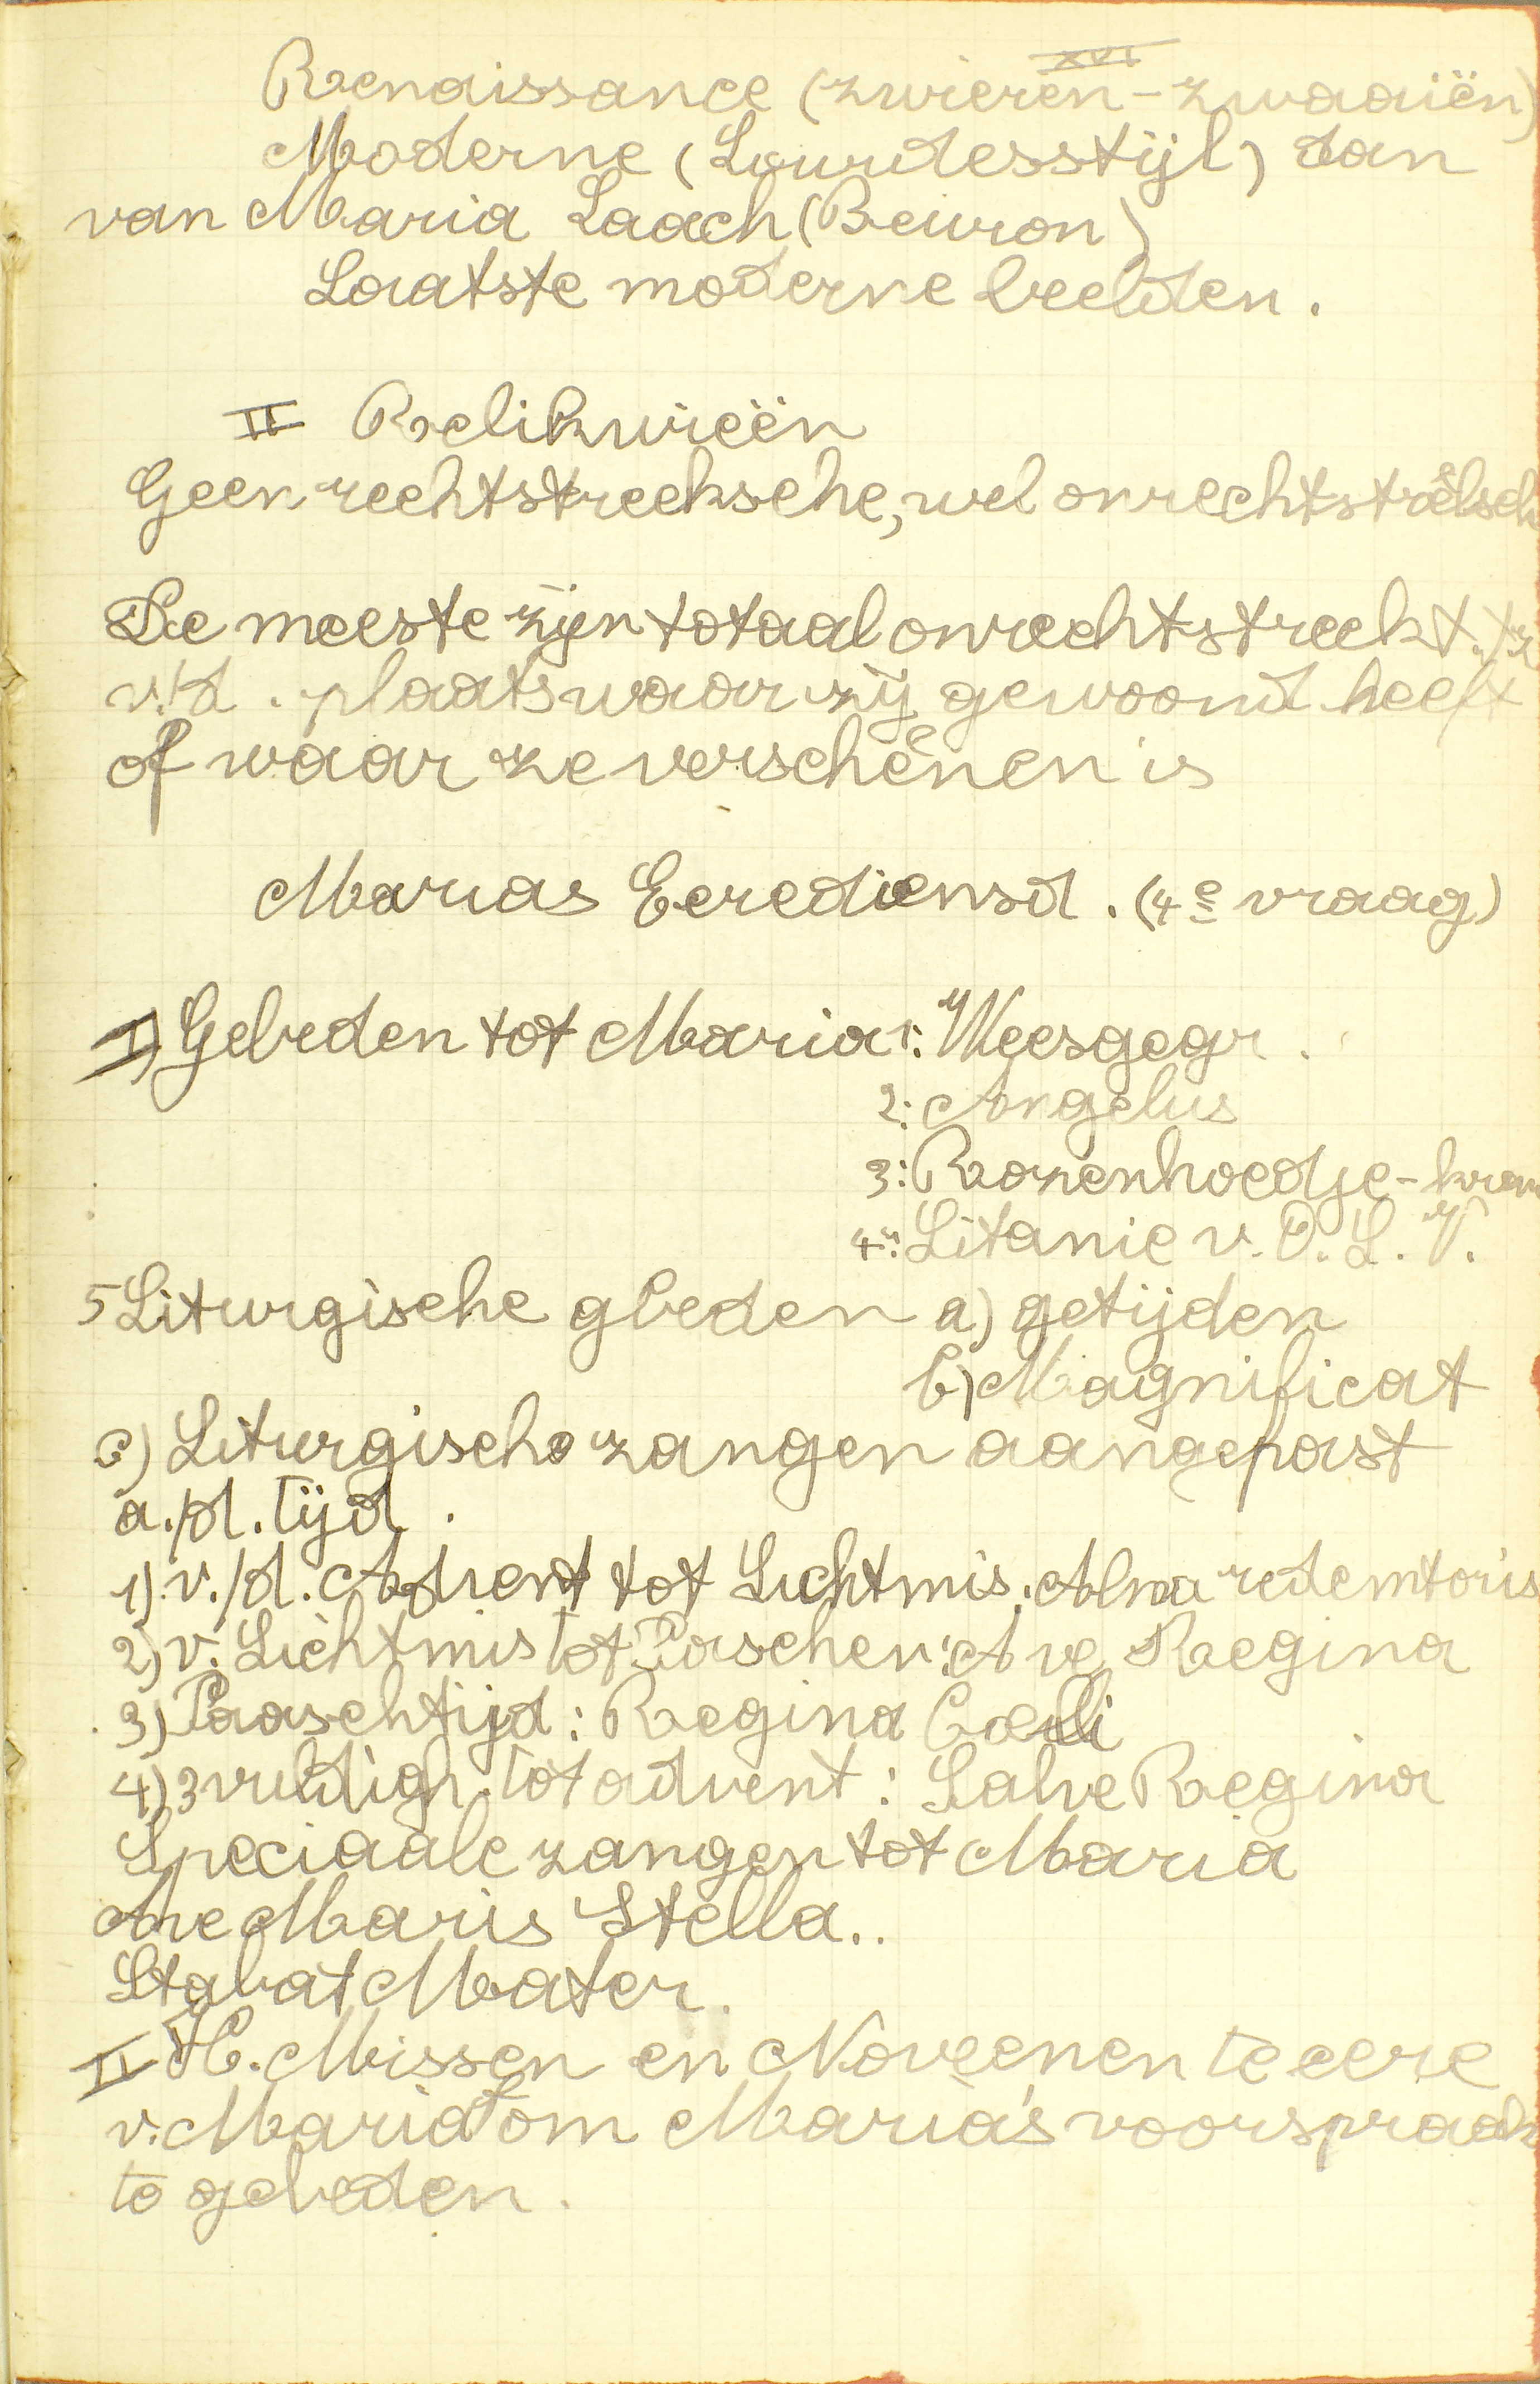 XVI
Renaissance (zwieren - zwaaiën)
Moderne (Lourdesstijl) dan
van Maria Laach (Beuron)
Laatste moderne beelden.
II Relikwieën
Geen rechtstreeksche, wel onrechtstr
De meeste zijn totaal onrechtstreekt.
v./d. plaats waar zij gewoond heeft
of waar ze verschenen is
Marias Eerediensd. (4e vraag)
I) Gebeden tot Maria 1: Weesgegr.
2: Angelus
3: Rozenhoedje -
4: Litanie v. O. L. V.
5 Liturgische gbeden a) getijden
b) Magnificat
c) Liturgische zangen aangepast
a./d. tijd.
1) v./d. Advent tot Lichtmis: Alma redemtoris
2) v. Lichtmis tot Paschen: Ave Regina
3) Paaschtijd: Regina Caeli
4) 3vuldigh. tot advent: Salve Regina
Speciaale zangen tot Maria
Ave Maris Stella..
Stabat Mater.
II H. Missen en Noveenen te eere
v. Maria om Maria's voorspraak
te gebeden.